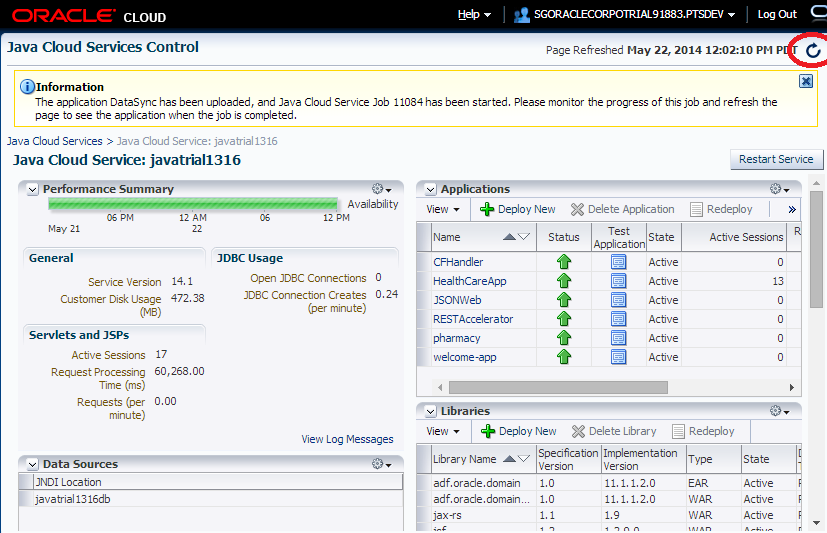 ORACLE CLOUD
Help
SGORACLECORPOTRIAL91883.PTSDEV
Log Out
Java Cloud Services Control
Page Refreshed May 22, 2014 12:02:10 PM PDT
Information
The application DataSync has been uploaded, and Java Cloud Service Job 11084 has been started. Please monitor the progress of this job and refresh the
page to see the application when the job is completed.
Java Cloud Services > Java Cloud Service: javatrial1316
Java Cloud Service: javatrial1316
Restart Service
Performance Summary
Availability
06 PM 12 AM 06 12 PM
May 21 22
General
Service Version 14.1
Customer Disk Usage 472.38
(MB)
JDBC Usage
Open JDBC Connections 0
JDBC Connection Creates 0.24
(per minute)
Servlets and JSPs
Active Sessions 17
Request Processing 60,268.00
Time (ms)
Requests (per 0.00
minute)
View Log Messages
Data Sources
JNDI Location
javatrial1316db
Applications
View Deploy New Delete Application Redeploy »
Name Status Test Application State Active Sessions R
CFHandler Active 0
HealthCareApp Active 13
JSONWeb Active 0
RESTAccelerator Active 0
pharmacy Active 0
welcome-app Active 0
Libraries
View Deploy New Delete Library Redeploy
Library Name Specification Version Implementation Version Type State
adf.oracle.domain 1.0 11.1.1.2.0 EAR Active
adf.oracle.domain... 1.0 11.1.1.2.0 WAR Active
jax-rs 1.1 1.9 WAR Active
jsf 1.2 1.2.9.0 WAR Active